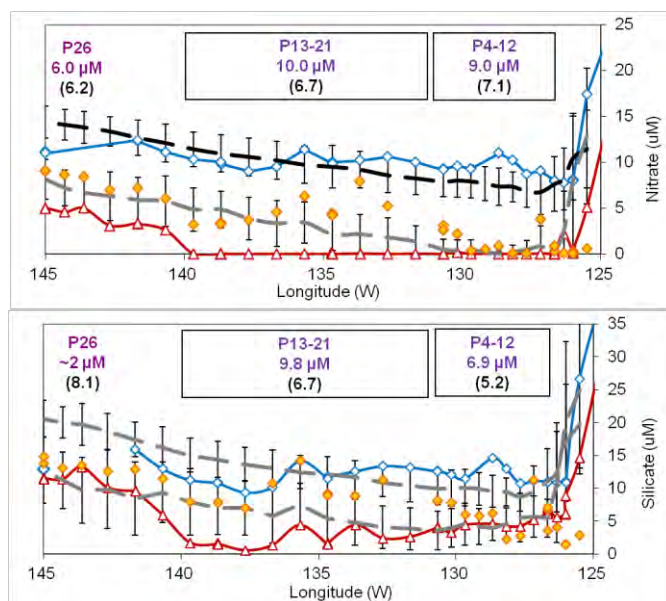 P26
6.0 µM
(6.2)
P13-21
10.0 µM
(6.7)
P4-12
9.0 µM
(7.1)
25
20
15
10
5
0
Nitrate (uM)
145 140 135 130 125
Longitude (W)
P26
~2 µM
(8.1)
P13-21
9.8 µM
(6.7)
P4-12
6.9 µM
(5.2)
35
30
25
20
15
10
5
0
Silicate (uM)
145 140 135 130 125
Longitude (W)